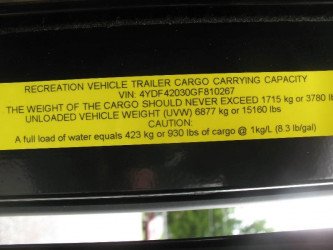 RECREATION VEHICLE TRAILER CARGO CARRYING CAPACITY
VIN: 4YDF42030GF810267
THE WEIGHT OF THE CARGO SHOULD NEVER EXCEED 1715 kg or 3780 lb
UNLOADED VEHICLE WEIGHT (UVW) 6877 kg or 15160 lbs
CAUTION:
A full load of water equals 423 kg or 930 lbs of cargo @ 1kg/L (8.3 lb/gal)